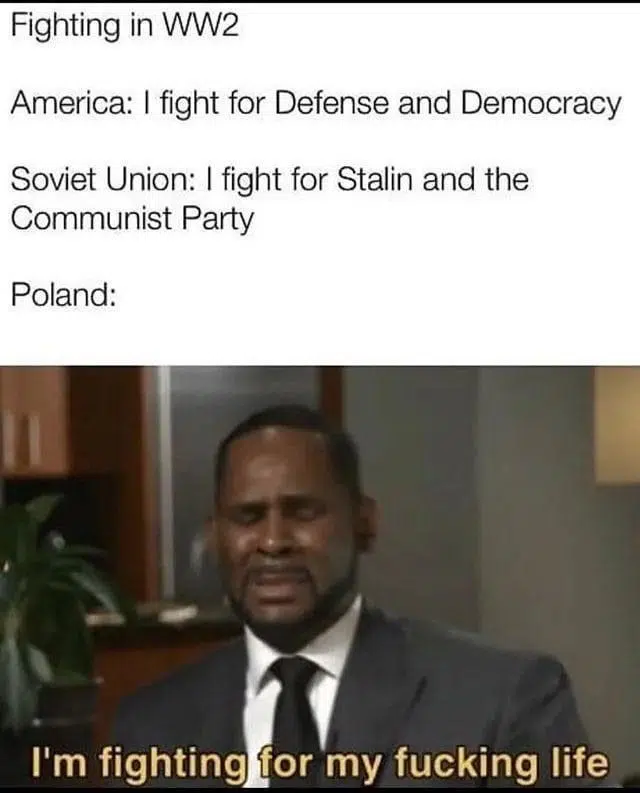 Fighting in WW2
America: I fight for Defense and Democracy
Soviet Union: I fight for Stalin and the
Communist Party
Poland:
I'm fighting for my fucking life